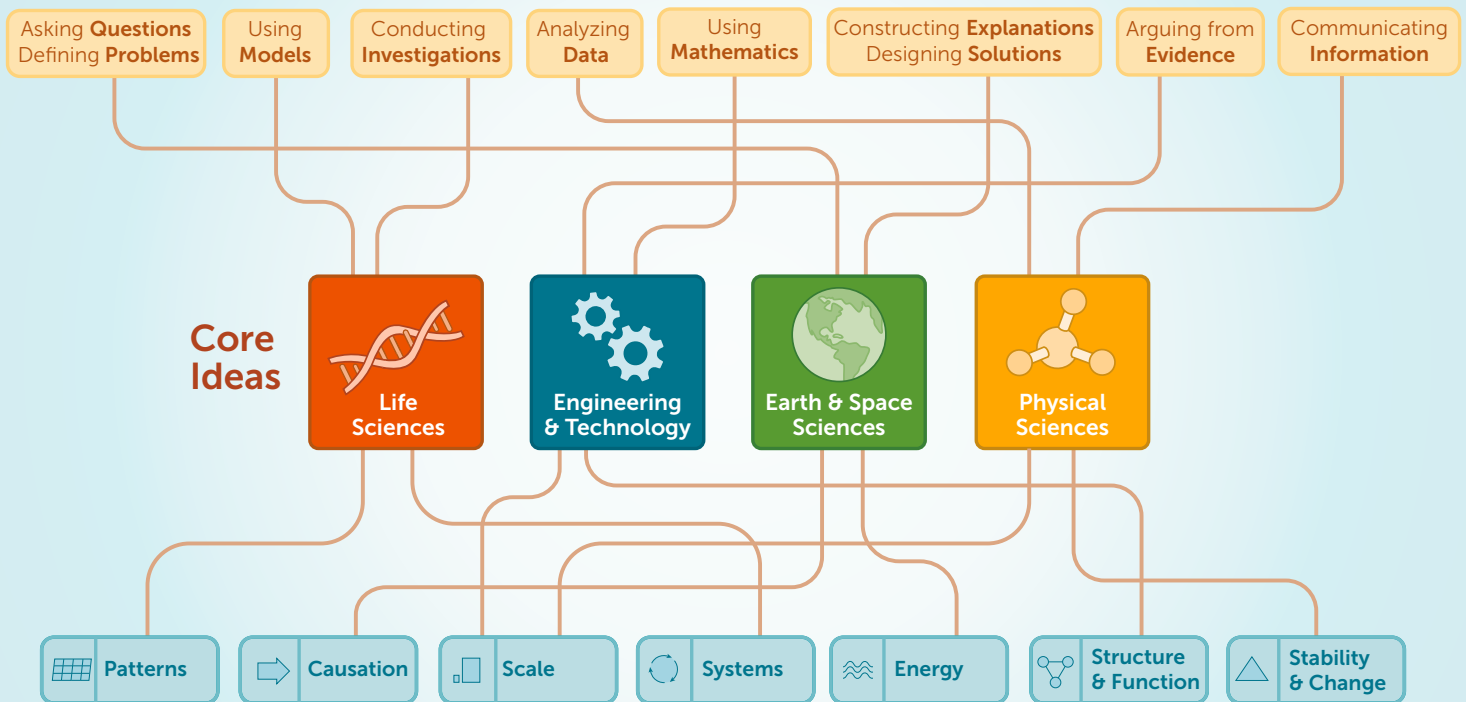 Asking Questions
Defining Problems
Using
Models
Conducting
Investigations
Analyzing
Data
Using
Mathematics
Constructing Explanations
Designing Solutions
Arguing from
Evidence
Communicating
Information
Core
Ideas
Life
Sciences
Engineering
& Technology
Earth & Space
Sciences
Physical
Sciences
Patterns
Causation
Scale
Systems
Energy
Structure
& Function
Stability
& Change